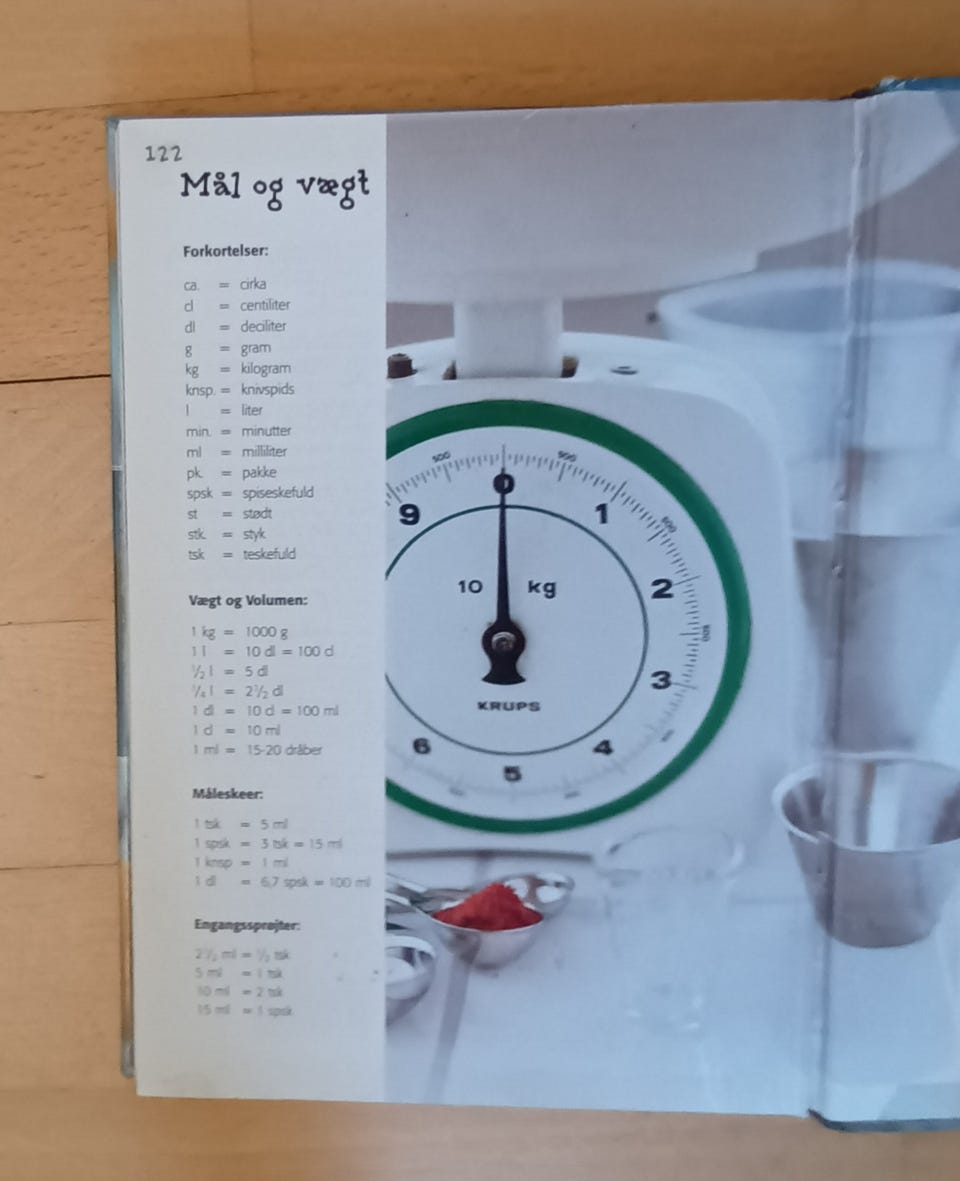 122
Mål og vægt
Forkortelser:
ca. = cirka
cl = centiliter
dl = deciliter
g = gram
kg = kilogram
knsp. = knivspids
l = liter
min. = minutter
ml = milliliter
pk. = pakke
spsk = spiseskefuld
st = stødt
stk. = styk
tsk = teskefuld
Vægt og Volumen:
1 kg = 1000 g
1 l = 10 dl = 100 cl
½ l = 5 dl
¼ l = 2½ dl
1 dl = 10 cl = 100 ml
1 cl = 10 ml
1 ml = 15-20 dråber
Måleskeer:
1 tsk = 5 ml
1 spsk = 3 tsk = 15 ml
1 knsp = 1 ml
1 dl = 6,7 spsk = 100 ml
Engangssprøjter:
2½ ml = ½ tsk
5 ml = 1 tsk
10 ml = 2 tsk
15 ml = 1 spsk
500 500
0
9 1
500
10 kg 2
500
3
KRUPS
6 4
5